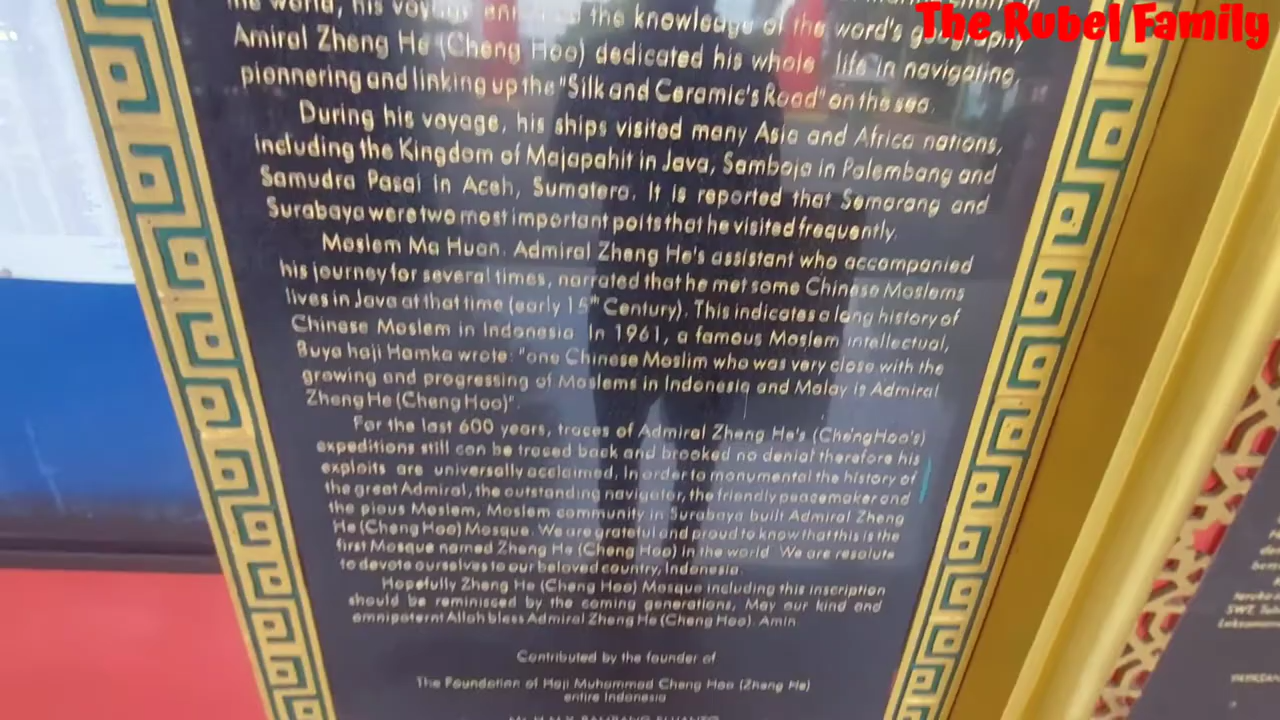 The Rubel Family
the world, his voyage the knowledge of the word's geography
Amiral Zheng He (Cheng Hoo) dedicated his whole life in navigating,
pionnering and linking up the "Silk and Ceramic's Road" on the sea.
During his voyage, his ships visited many Asia and Africa nations,
including the Kingdom of Majapahit in Java, Samboja in Palembang and
Samudra Pasai in Aceh, Sumatera. It is reported that Semarang and
Surabaya were two most important ports that he visited frequently.
Moslem Ma Huan, Admiral Zheng He's assistant who accompanied
his journey for several times, narrated that he met some Chinese Moslems
lives in Java at that time (early 15th Century). This indicates a long history of
Chinese Moslem in Indonesia. In 1961, a famous Moslem intellectual,
Buya haji Hamka wrote: "one Chinese Moslim who was very close with the
growing and progressing of Moslems in Indonesia and Malay is Admiral
Zheng He (Cheng Hoo)".
For the last 600 years, traces of Admiral Zheng He's (Cheng Hoo's)
expeditions still can be traced back and brooked no denial therefore his
exploits are universally acclaimed. In order to monumental the history of
the great Admiral, the outstanding navigator, the friendly peacemaker and
the pious Moslem, Moslem community in Surabaya built Admiral Zheng
He (Cheng Hoo) Mosque. We are grateful and proud to know that this is the
first Mosque named Zheng He (Cheng Hoo) in the world. We are resolute
to devote ourselves to our beloved country, Indonesia.
Hopefully Zheng He (Cheng Hoo) Mosque including this inscription
should be reminisced by the coming generations, May our kind and
omnipotent Allah bless Admiral Zheng He (Cheng Hoo). Amin
Contributed by the founder of
The Foundation of Haji Muhammad Cheng Hoo (Zheng He)
entire Indonesia
SWT,